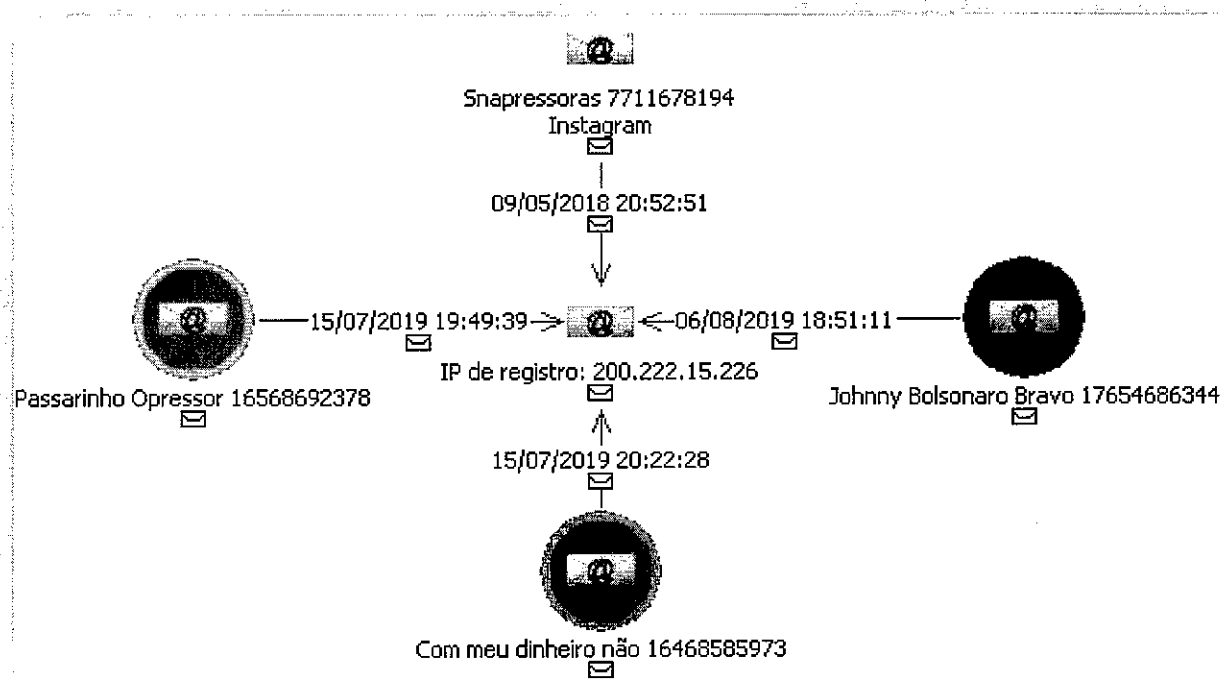 @
Snapressoras 7711678194
Instagram
09/05/2018 20:52:51
@
15/07/2019 19:49:39
@
06/08/2019 18:51:11
@
IP de registro: 200.222.15.226
Passarinho Opressor 16568692378
Johnny Bolsonaro Bravo 17654686344
15/07/2019 20:22:28
@
Com meu dinheiro não 16468585973